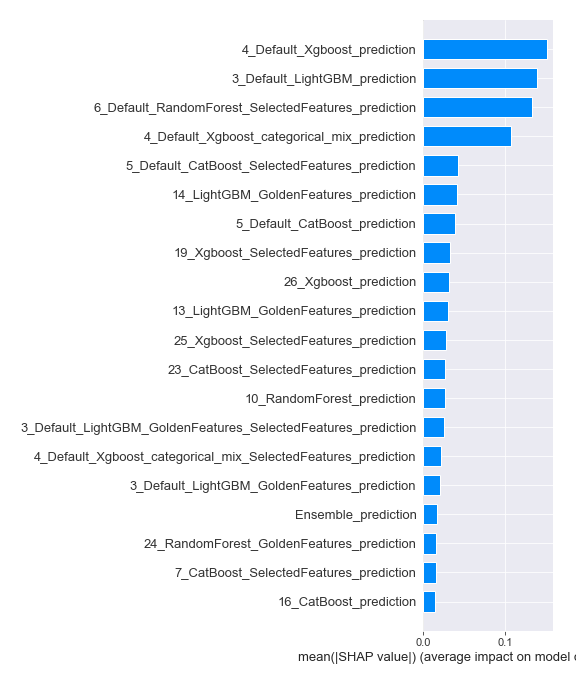 4_Default_Xgboost_prediction
3_Default_LightGBM_prediction
6_Default_RandomForest_SelectedFeatures_prediction
4_Default_Xgboost_categorical_mix_prediction
5_Default_CatBoost_SelectedFeatures_prediction
14_LightGBM_GoldenFeatures_prediction
5_Default_CatBoost_prediction
19_Xgboost_SelectedFeatures_prediction
26_Xgboost_prediction
13_LightGBM_GoldenFeatures_prediction
25_Xgboost_SelectedFeatures_prediction
23_CatBoost_SelectedFeatures_prediction
10_RandomForest_prediction
3_Default_LightGBM_GoldenFeatures_SelectedFeatures_prediction
4_Default_Xgboost_categorical_mix_SelectedFeatures_prediction
3_Default_LightGBM_GoldenFeatures_prediction
Ensemble_prediction
24_RandomForest_GoldenFeatures_prediction
7_CatBoost_SelectedFeatures_prediction
16_CatBoost_prediction
0.0 0.1
mean(|SHAP value|) (average impact on model